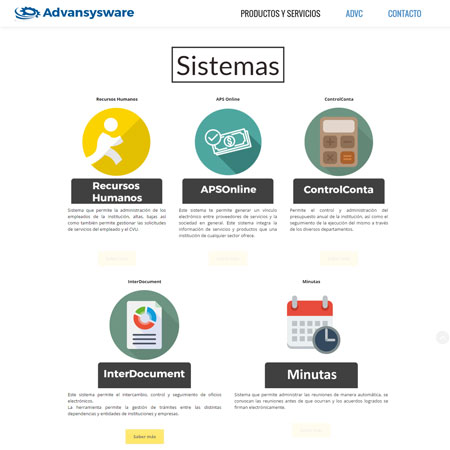 Advansysware
PRODUCTOS Y SERVICIOS
ADVC
CONTACTO
Sistemas
Recursos Humanos
APS Online
ControlConta
Recursos
Humanos
APSOnline
ControlConta
Sistema que permite la administración de los
empleados de la institución, altas, bajas así
como también permite gestionar las solicitudes
de servicios del empleado y el CVU.
Este sistema te permite generar un vínculo
electrónico entre proveedores de servicios y la
sociedad en general. Este sistema integra la
información de servicios y productos que una
institución de cualquier sector ofrece.
Permite el control y administración del
presupuesto anual de la institución, así como el
seguimiento de la ejecución del mismo a través
de los diversos departamentos.
Saber más
Saber más
Saber más
InterDocument
Minutas
InterDocument
Minutas
Este sistema permite el intercambio, control y seguimiento de oficios
electrónicos.
La herramienta permite la gestión de trámites entre las distintas
dependencias y entidades de instituciones y empresas.
Sistema que permite administrar las reuniones de manera automática, se
conozcan las reuniones antes de que ocurran y los acuerdos logrados se
firman electrónicamente.
Saber más
Saber más